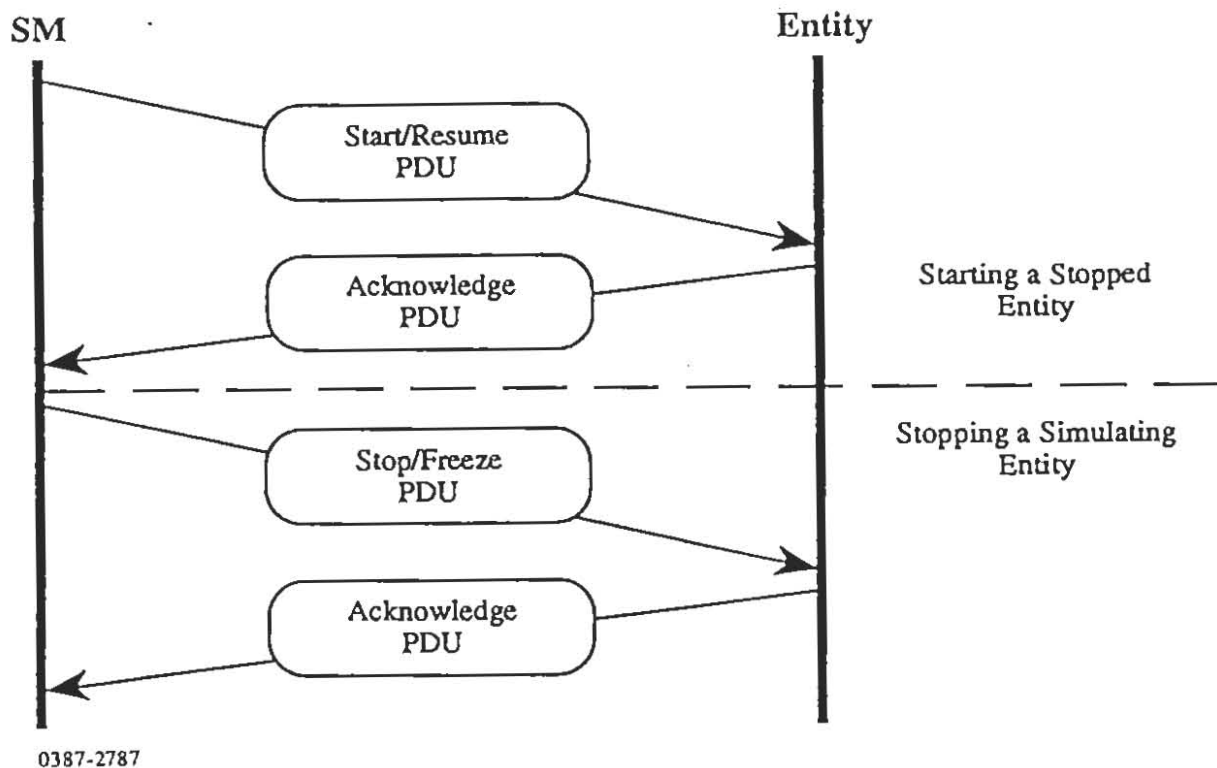 SM
Entity
Start/Resume
PDU
Acknowledge
PDU
Starting a Stopped
Entity
Stopping a Simulating
Entity
Stop/Freeze
PDU
Acknowledge
PDU
0387-2787